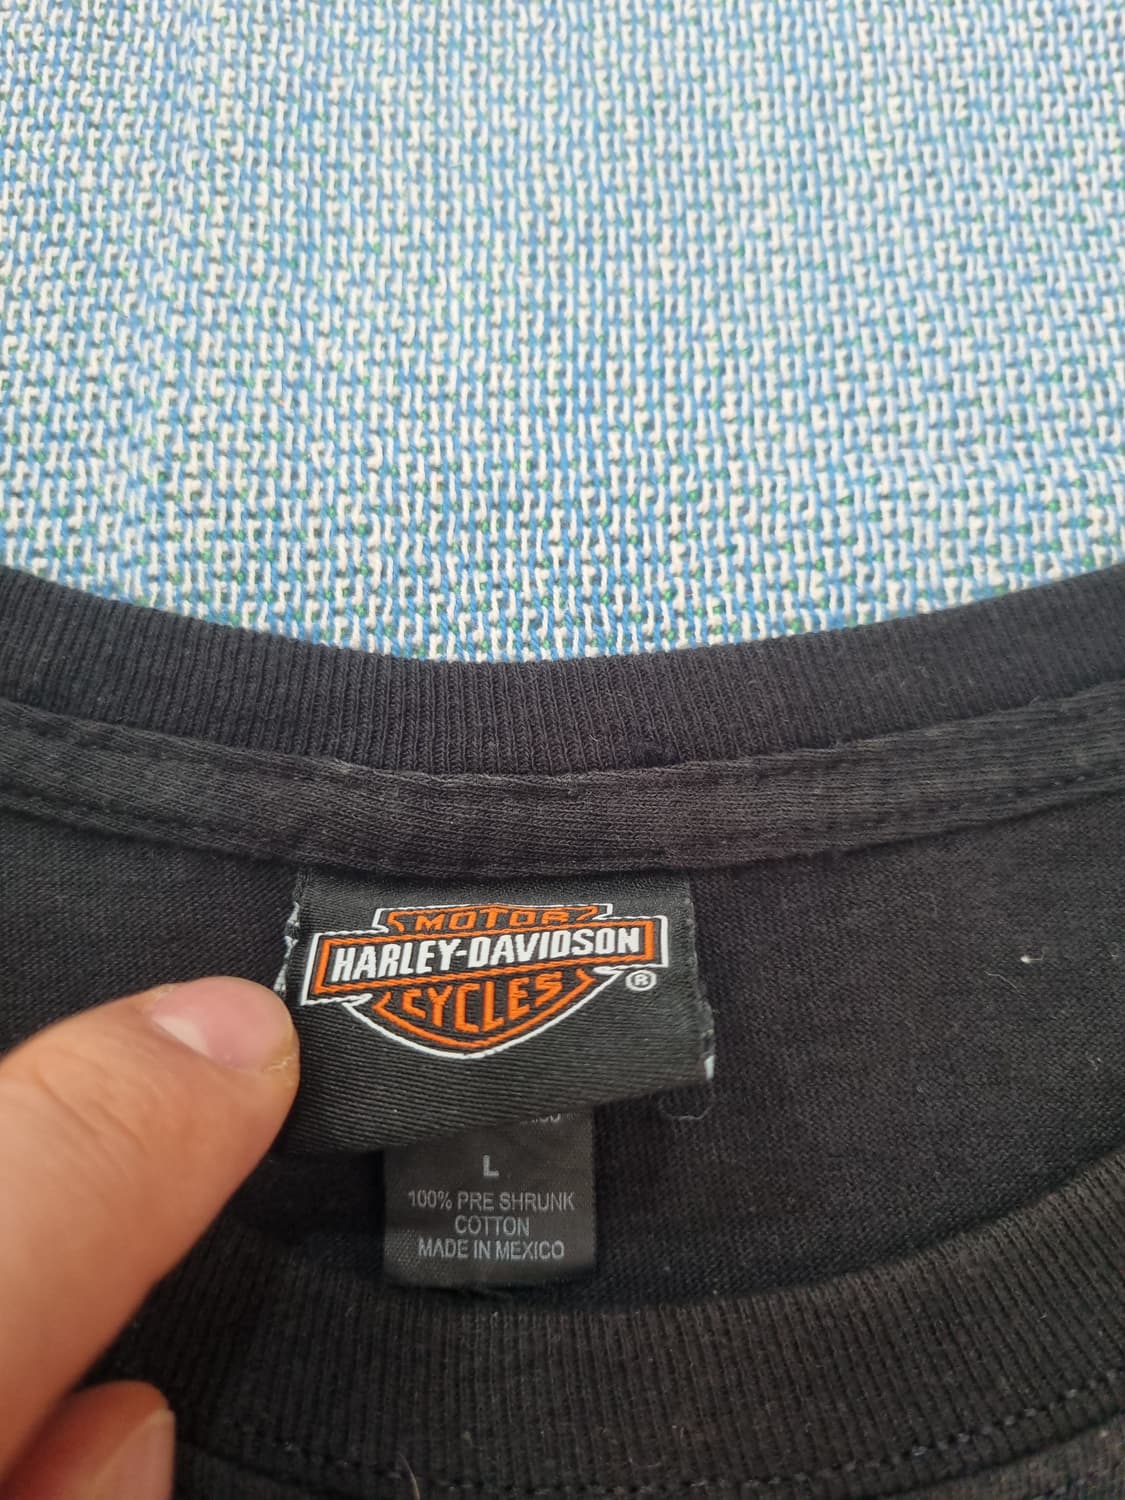 MOTOR
HARLEY-DAVIDSON
CYCLES
®
L
100% PRE SHRUNK
COTTON
MADE IN MEXICO